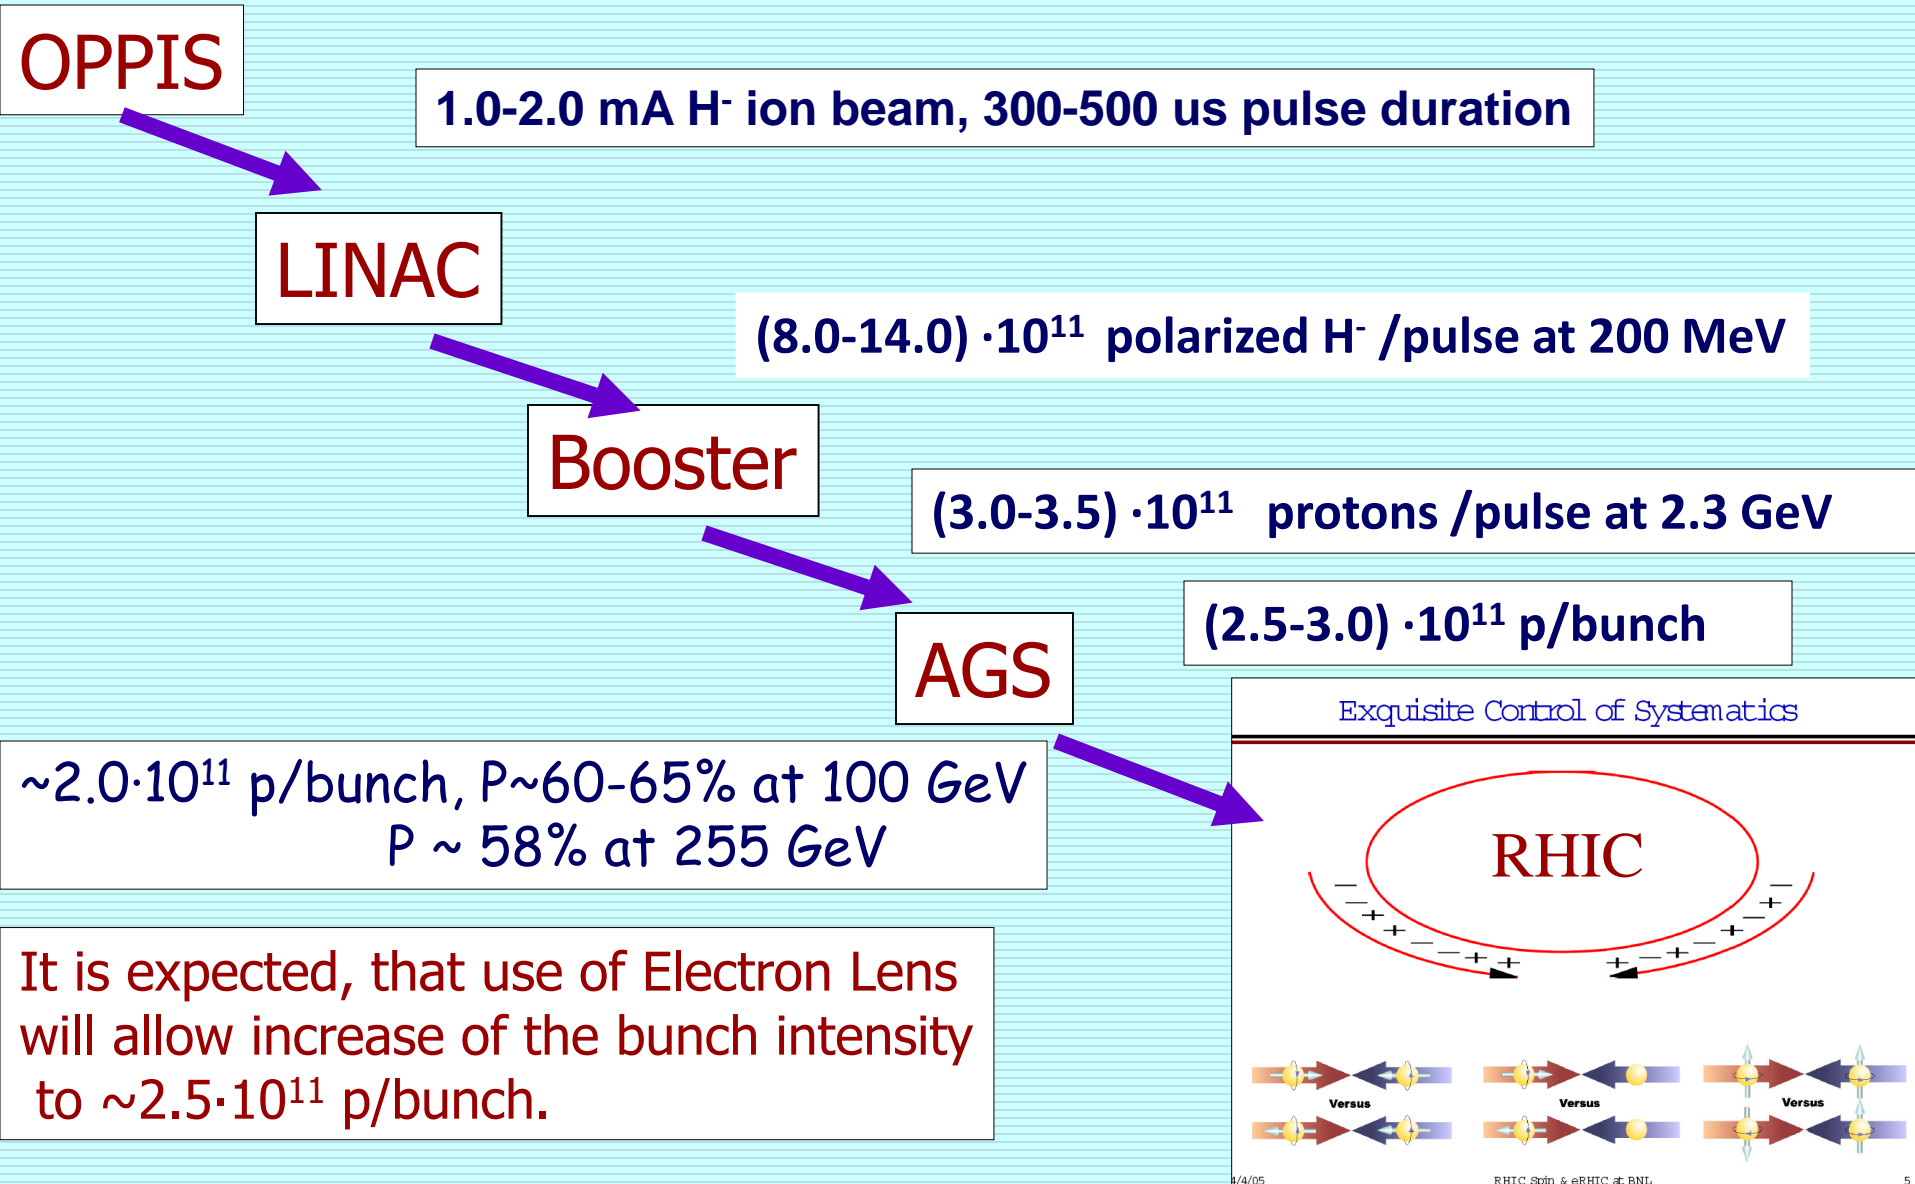 OPPIS
1.0-2.0 mA H⁻ ion beam, 300-500 us pulse duration
LINAC
(8.0-14.0) ·10¹¹ polarized H⁻ /pulse at 200 MeV
Booster
(3.0-3.5) ·10¹¹ protons /pulse at 2.3 GeV
(2.5-3.0) ·10¹¹ p/bunch
AGS
Exquisite Control of Systematics
~2.0·10¹¹ p/bunch, P~60-65% at 100 GeV
P ~ 58% at 255 GeV
RHIC
It is expected, that use of Electron Lens
will allow increase of the bunch intensity
to ~2.5·10¹¹ p/bunch.
Versus Versus Versus
4/4/05 RHIC Spin & eRHIC at BNL 5